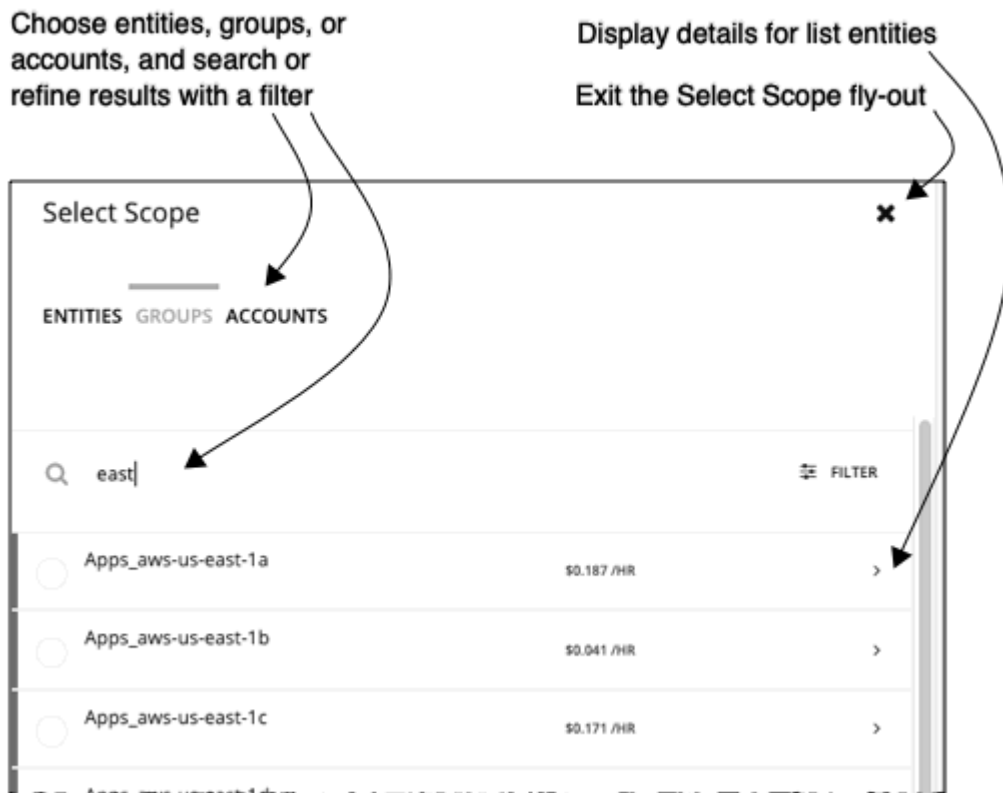 Choose entities, groups, or
accounts, and search or
refine results with a filter
Display details for list entities
Exit the Select Scope fly-out
Select Scope
ENTITIES GROUPS ACCOUNTS
east
FILTER
Apps_aws-us-east-1a
$0.187 /HR
Apps_aws-us-east-1b
$0.041 /HR
Apps_aws-us-east-1c
$0.171 /HR